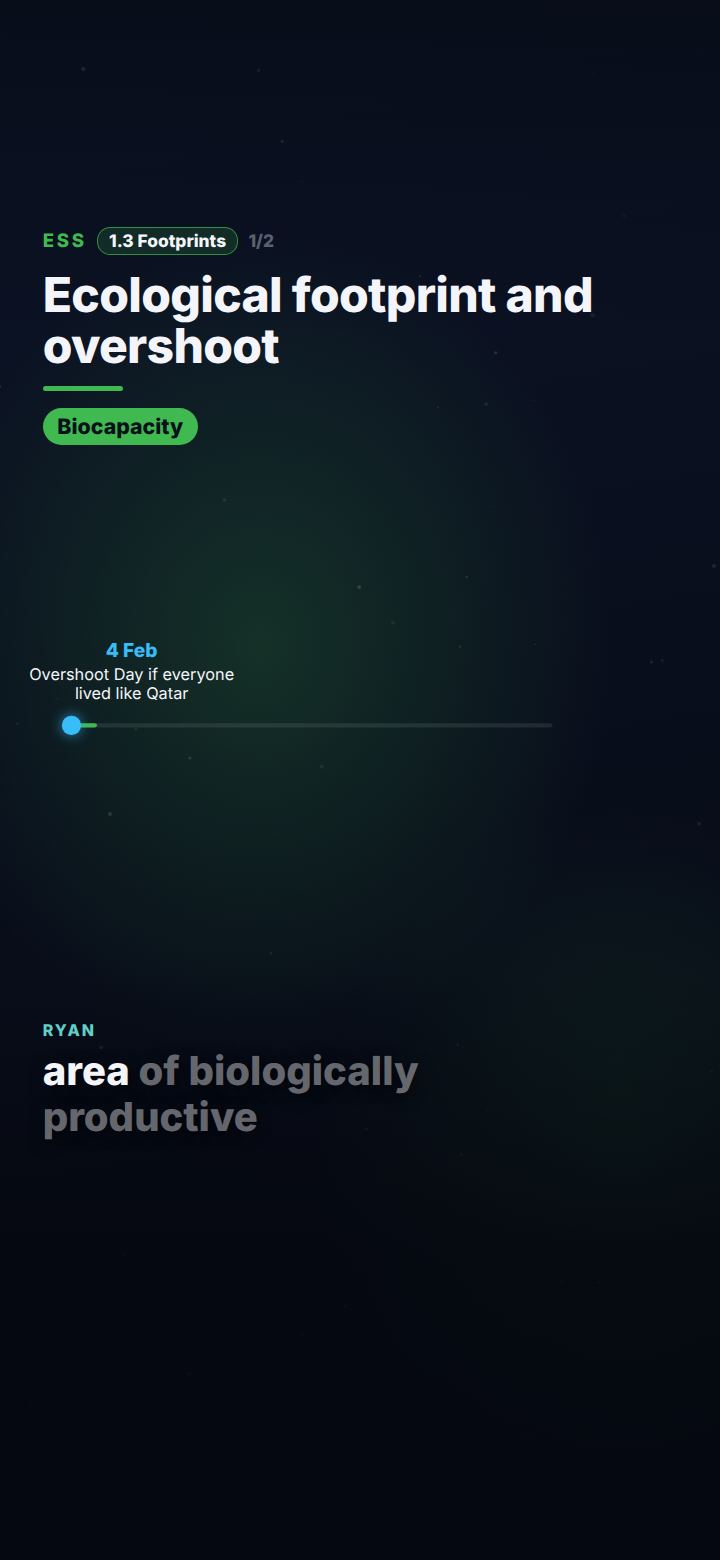 ESS 1.3 Footprints 1/2
Ecological footprint and
overshoot
Biocapacity
4 Feb
Overshoot Day if everyone
lived like Qatar
RYAN
area of biologically
productive